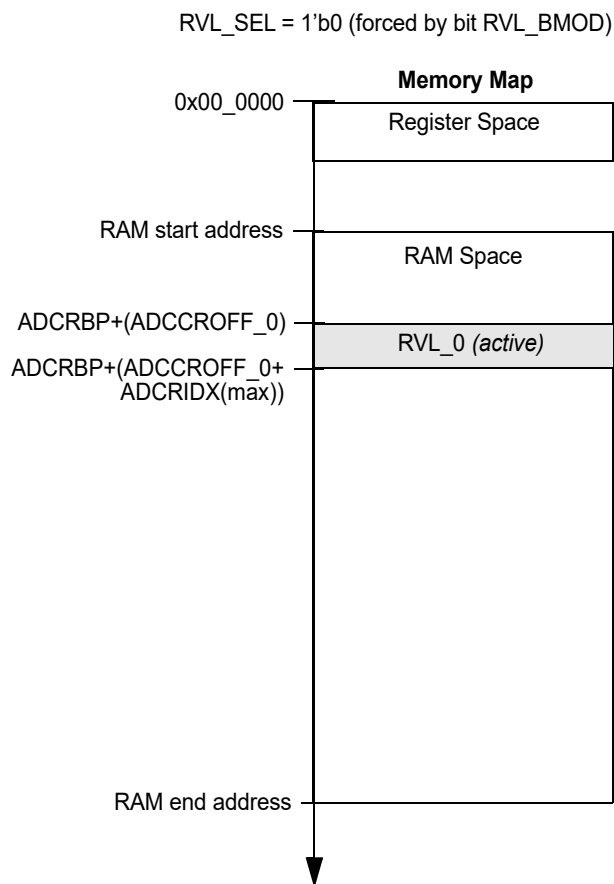 RVL_SEL = 1'b0 (forced by bit RVL_BMOD)
Memory Map
0x00_0000
Register Space
RAM start address
RAM Space
ADCRBP+(ADCCROFF_0)
RVL_0 (active)
ADCRBP+(ADCCROFF_0+
ADCRIDX(max))
RAM end address